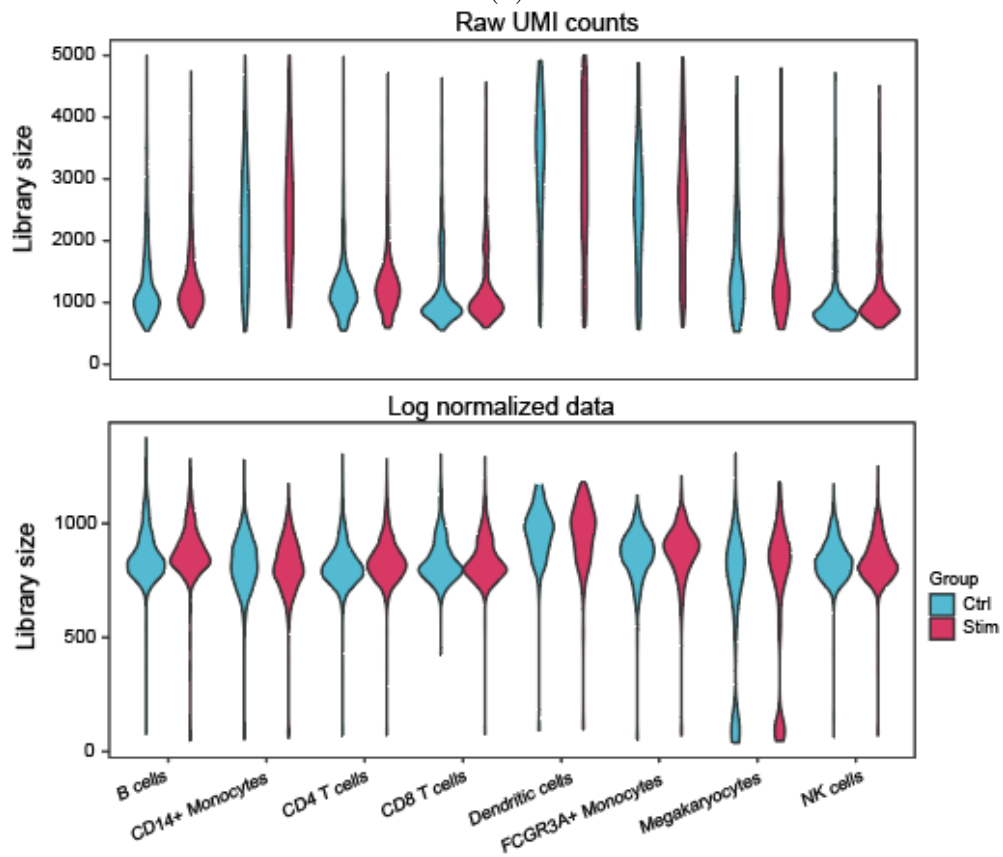 Raw UMI counts
Library size
5000
4000
3000
2000
1000
0
Log normalized data
Library size
1000
500
0
Group
Ctrl
Stim
B cells
CD14+ Monocytes
CD4 T cells
CD8 T cells
Dendritic cells
FCGR3A+ Monocytes
Megakaryocytes
NK cells